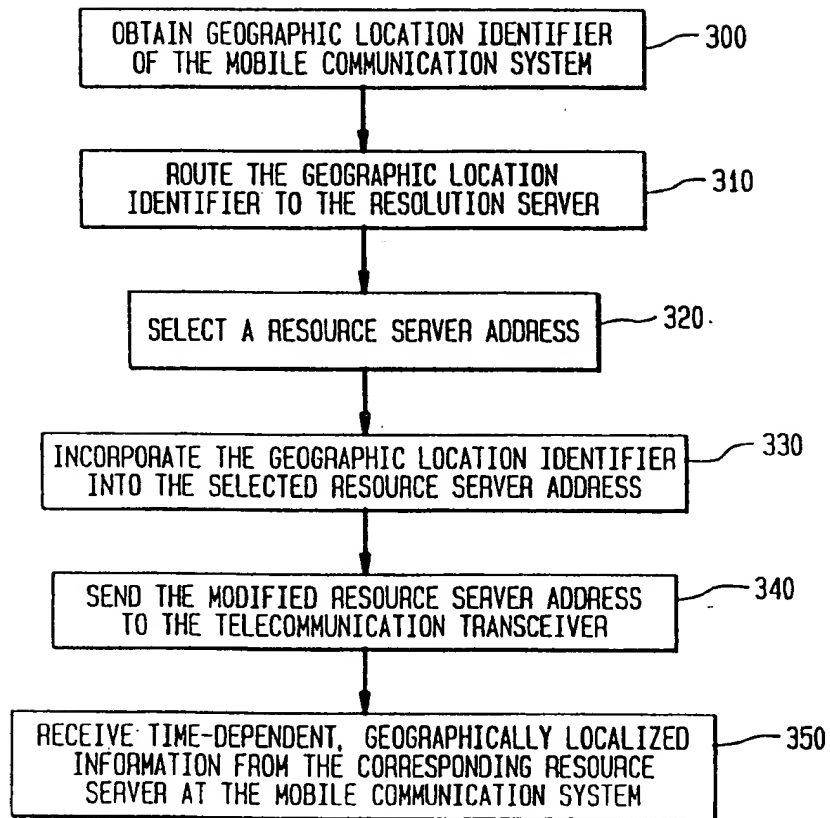 OBTAIN GEOGRAPHIC LOCATION IDENTIFIER
OF THE MOBILE COMMUNICATION SYSTEM
300
ROUTE THE GEOGRAPHIC LOCATION
IDENTIFIER TO THE RESOLUTION SERVER
310
SELECT A RESOURCE SERVER ADDRESS
320
INCORPORATE THE GEOGRAPHIC LOCATION IDENTIFIER
INTO THE SELECTED RESOURCE SERVER ADDRESS
330
SEND THE MODIFIED RESOURCE SERVER ADDRESS
TO THE TELECOMMUNICATION TRANSCEIVER
340
RECEIVE TIME-DEPENDENT, GEOGRAPHICALLY LOCALIZED
INFORMATION FROM THE CORRESPONDING RESOURCE
SERVER AT THE MOBILE COMMUNICATION SYSTEM
350